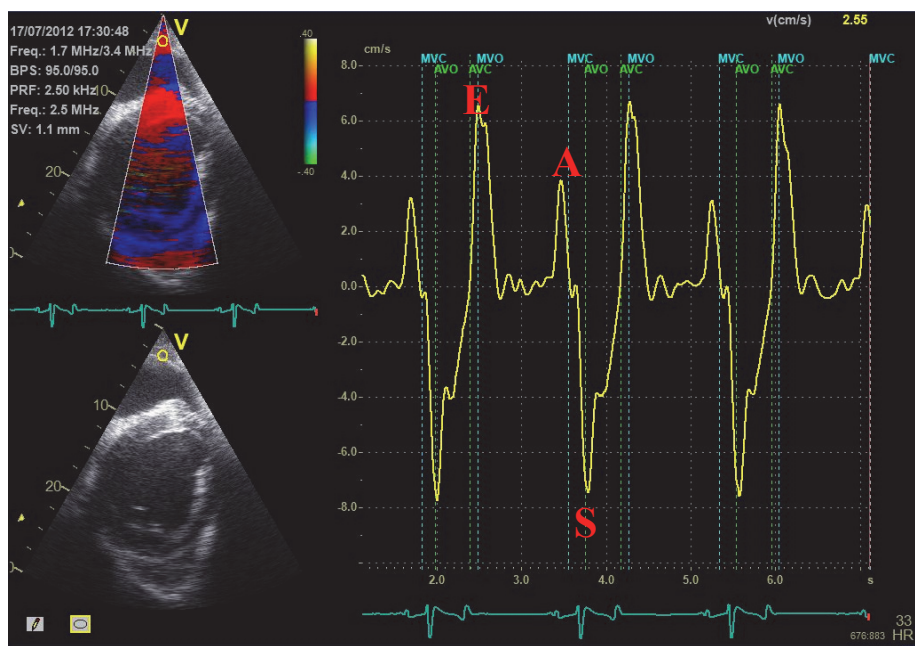 17/07/2012 17:30:48
Freq.: 1.7 MHz/3.4 MHz
BPS: 95.0/95.0
PRF: 2.50 kHz
Freq.: 2.5 MHz
SV: 1.1 mm
V
10
20
.40
-.40
V
10
20
v(cm/s) 2.55
cm/s
MVC MVO MVC MVO MVC MVO MVC
AVO AVC AVO AVC AVO AVC
8.0
6.0
4.0
2.0
0.0
-2.0
-4.0
-6.0
-8.0
E
A
S
2.0 3.0 4.0 5.0 6.0 s
33
676:883 HR